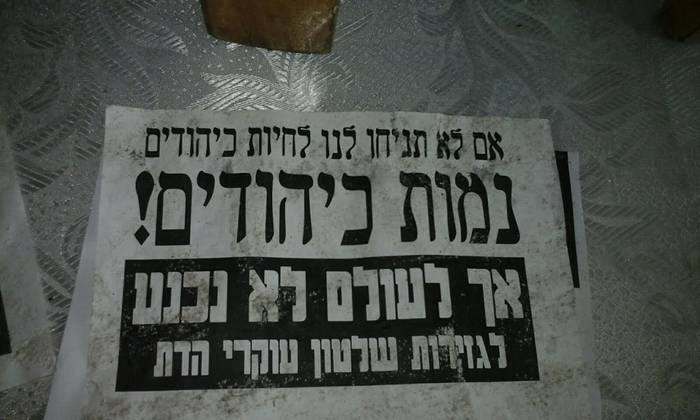 אם לא תניחו לנו לחיות כיהודים
נמות כיהודים!
אך לעולם לא נכנע
לגזירות שלטון עוקרי הדת